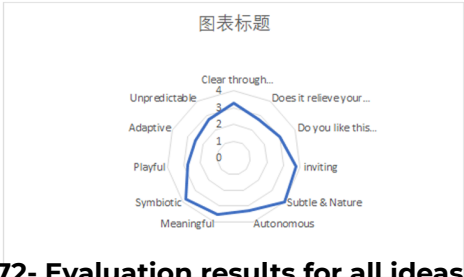 图表标题
Clear through...
Unpredictable
Does it relieve your...
Adaptive
Do you like this...
Playful
inviting
Symbiotic
Subtle & Nature
Meaningful
Autonomous
4
3
2
1
0
72- Evaluation results for all ideas